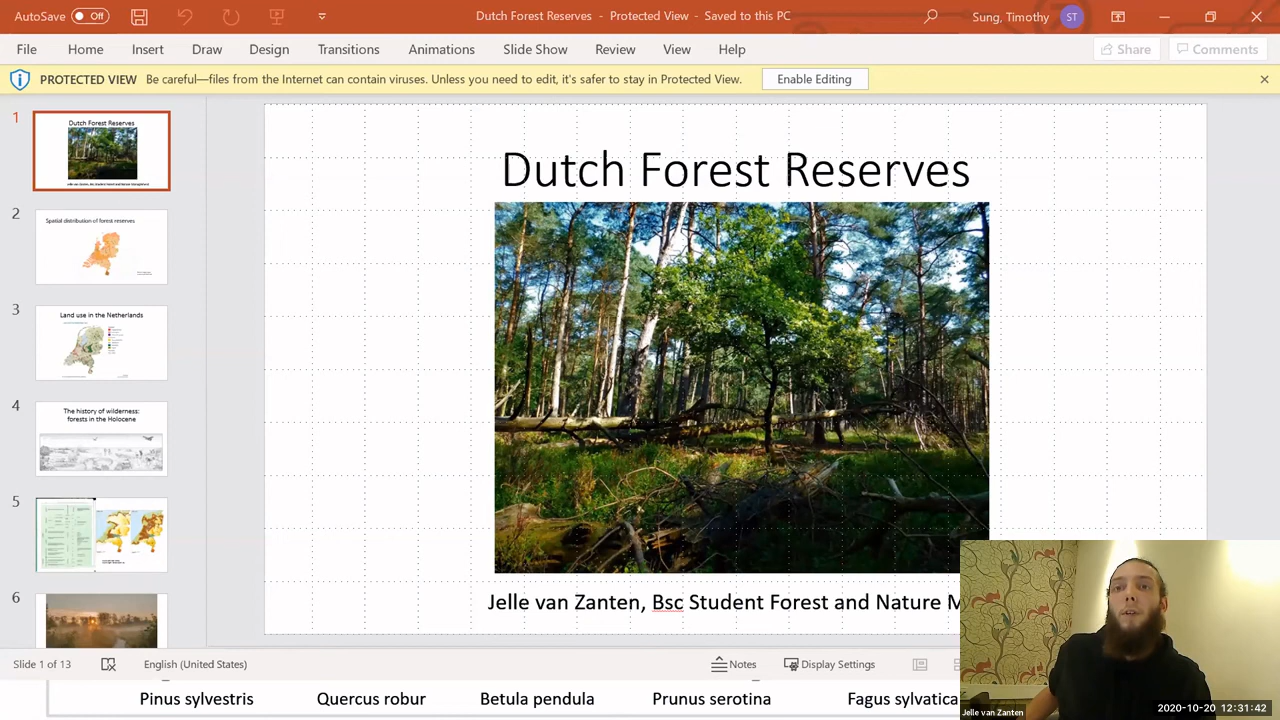 AutoSave Off
Dutch Forest Reserves - Protected View - Saved to this PC
Sung, Timothy ST
File Home Insert Draw Design Transitions Animations Slide Show Review View Help
Share Comments
PROTECTED VIEW Be careful—files from the Internet can contain viruses. Unless you need to edit, it's safer to stay in Protected View.
Enable Editing
1
Dutch Forest Reserves
2
Spatial distribution of forest reserves
3
Land use in the Netherlands
4
The history of wilderness:
forests in the Holocene
5
6
Dutch Forest Reserves
Jelle van Zanten, Bsc Student Forest and Nature M
Slide 1 of 13
English (United States)
Notes
Display Settings
Pinus sylvestris Quercus robur Betula pendula Prunus serotina Fagus sylvatica
Jelle van Zanten
2020-10-20 12:31:42